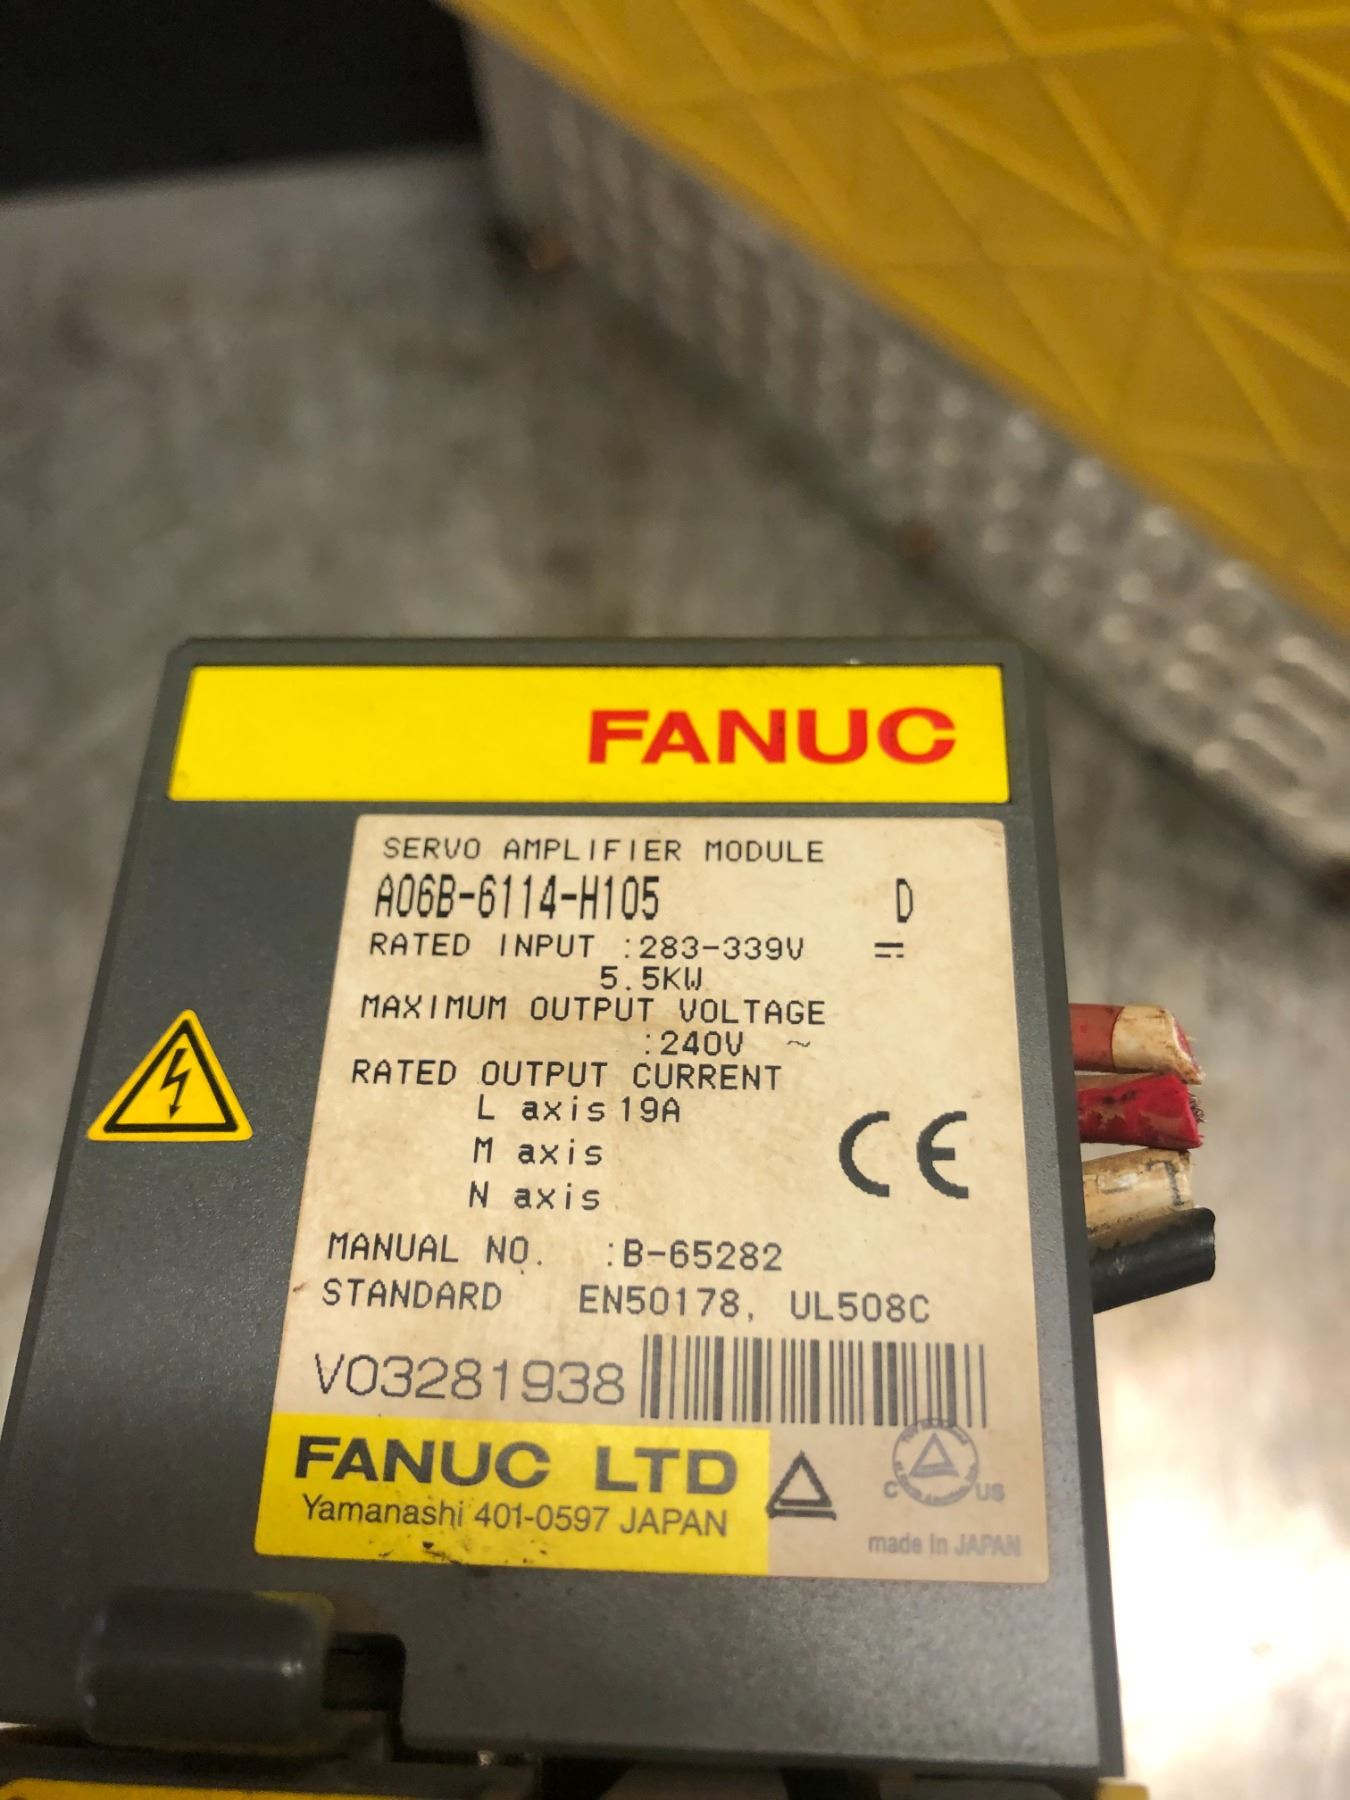 FANUC
SERVO AMPLIFIER MODULE
A06B-6114-H105 D
RATED INPUT :283-339V ⎓
5.5KW
MAXIMUM OUTPUT VOLTAGE
:240V ~
RATED OUTPUT CURRENT
L axis 19A
M axis
N axis
CE
MANUAL NO. :B-65282
STANDARD EN50178, UL508C
V03281938
FANUC LTD
Yamanashi 401-0597 JAPAN
C US
made in JAPAN